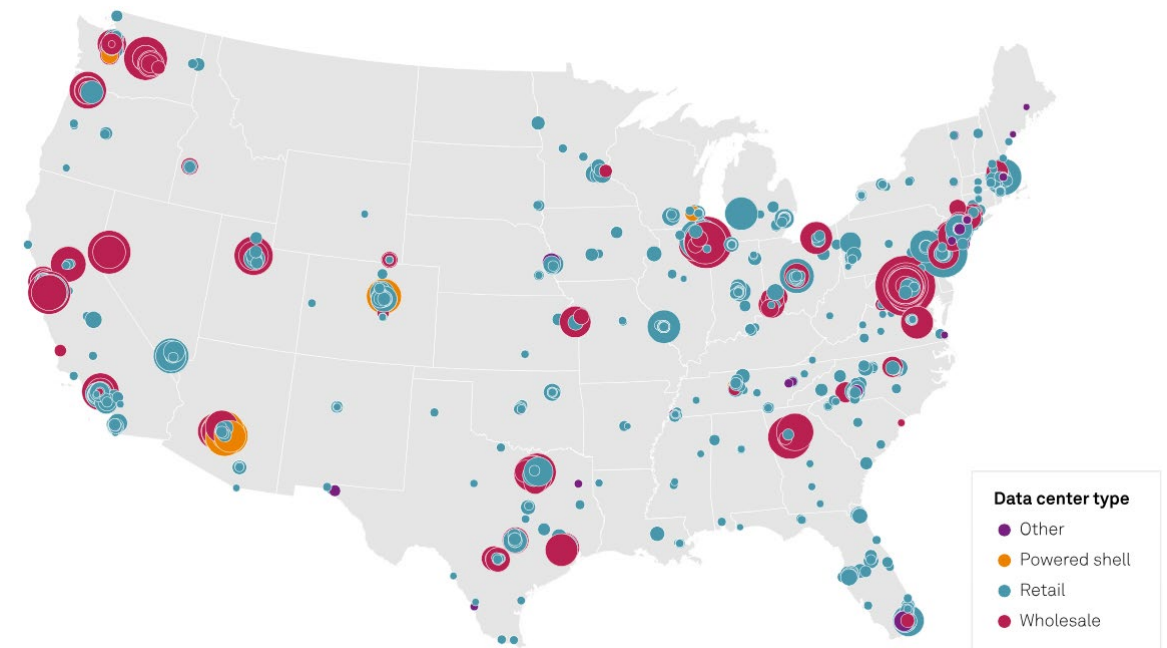 Data center type
Other
Powered shell
Retail
Wholesale